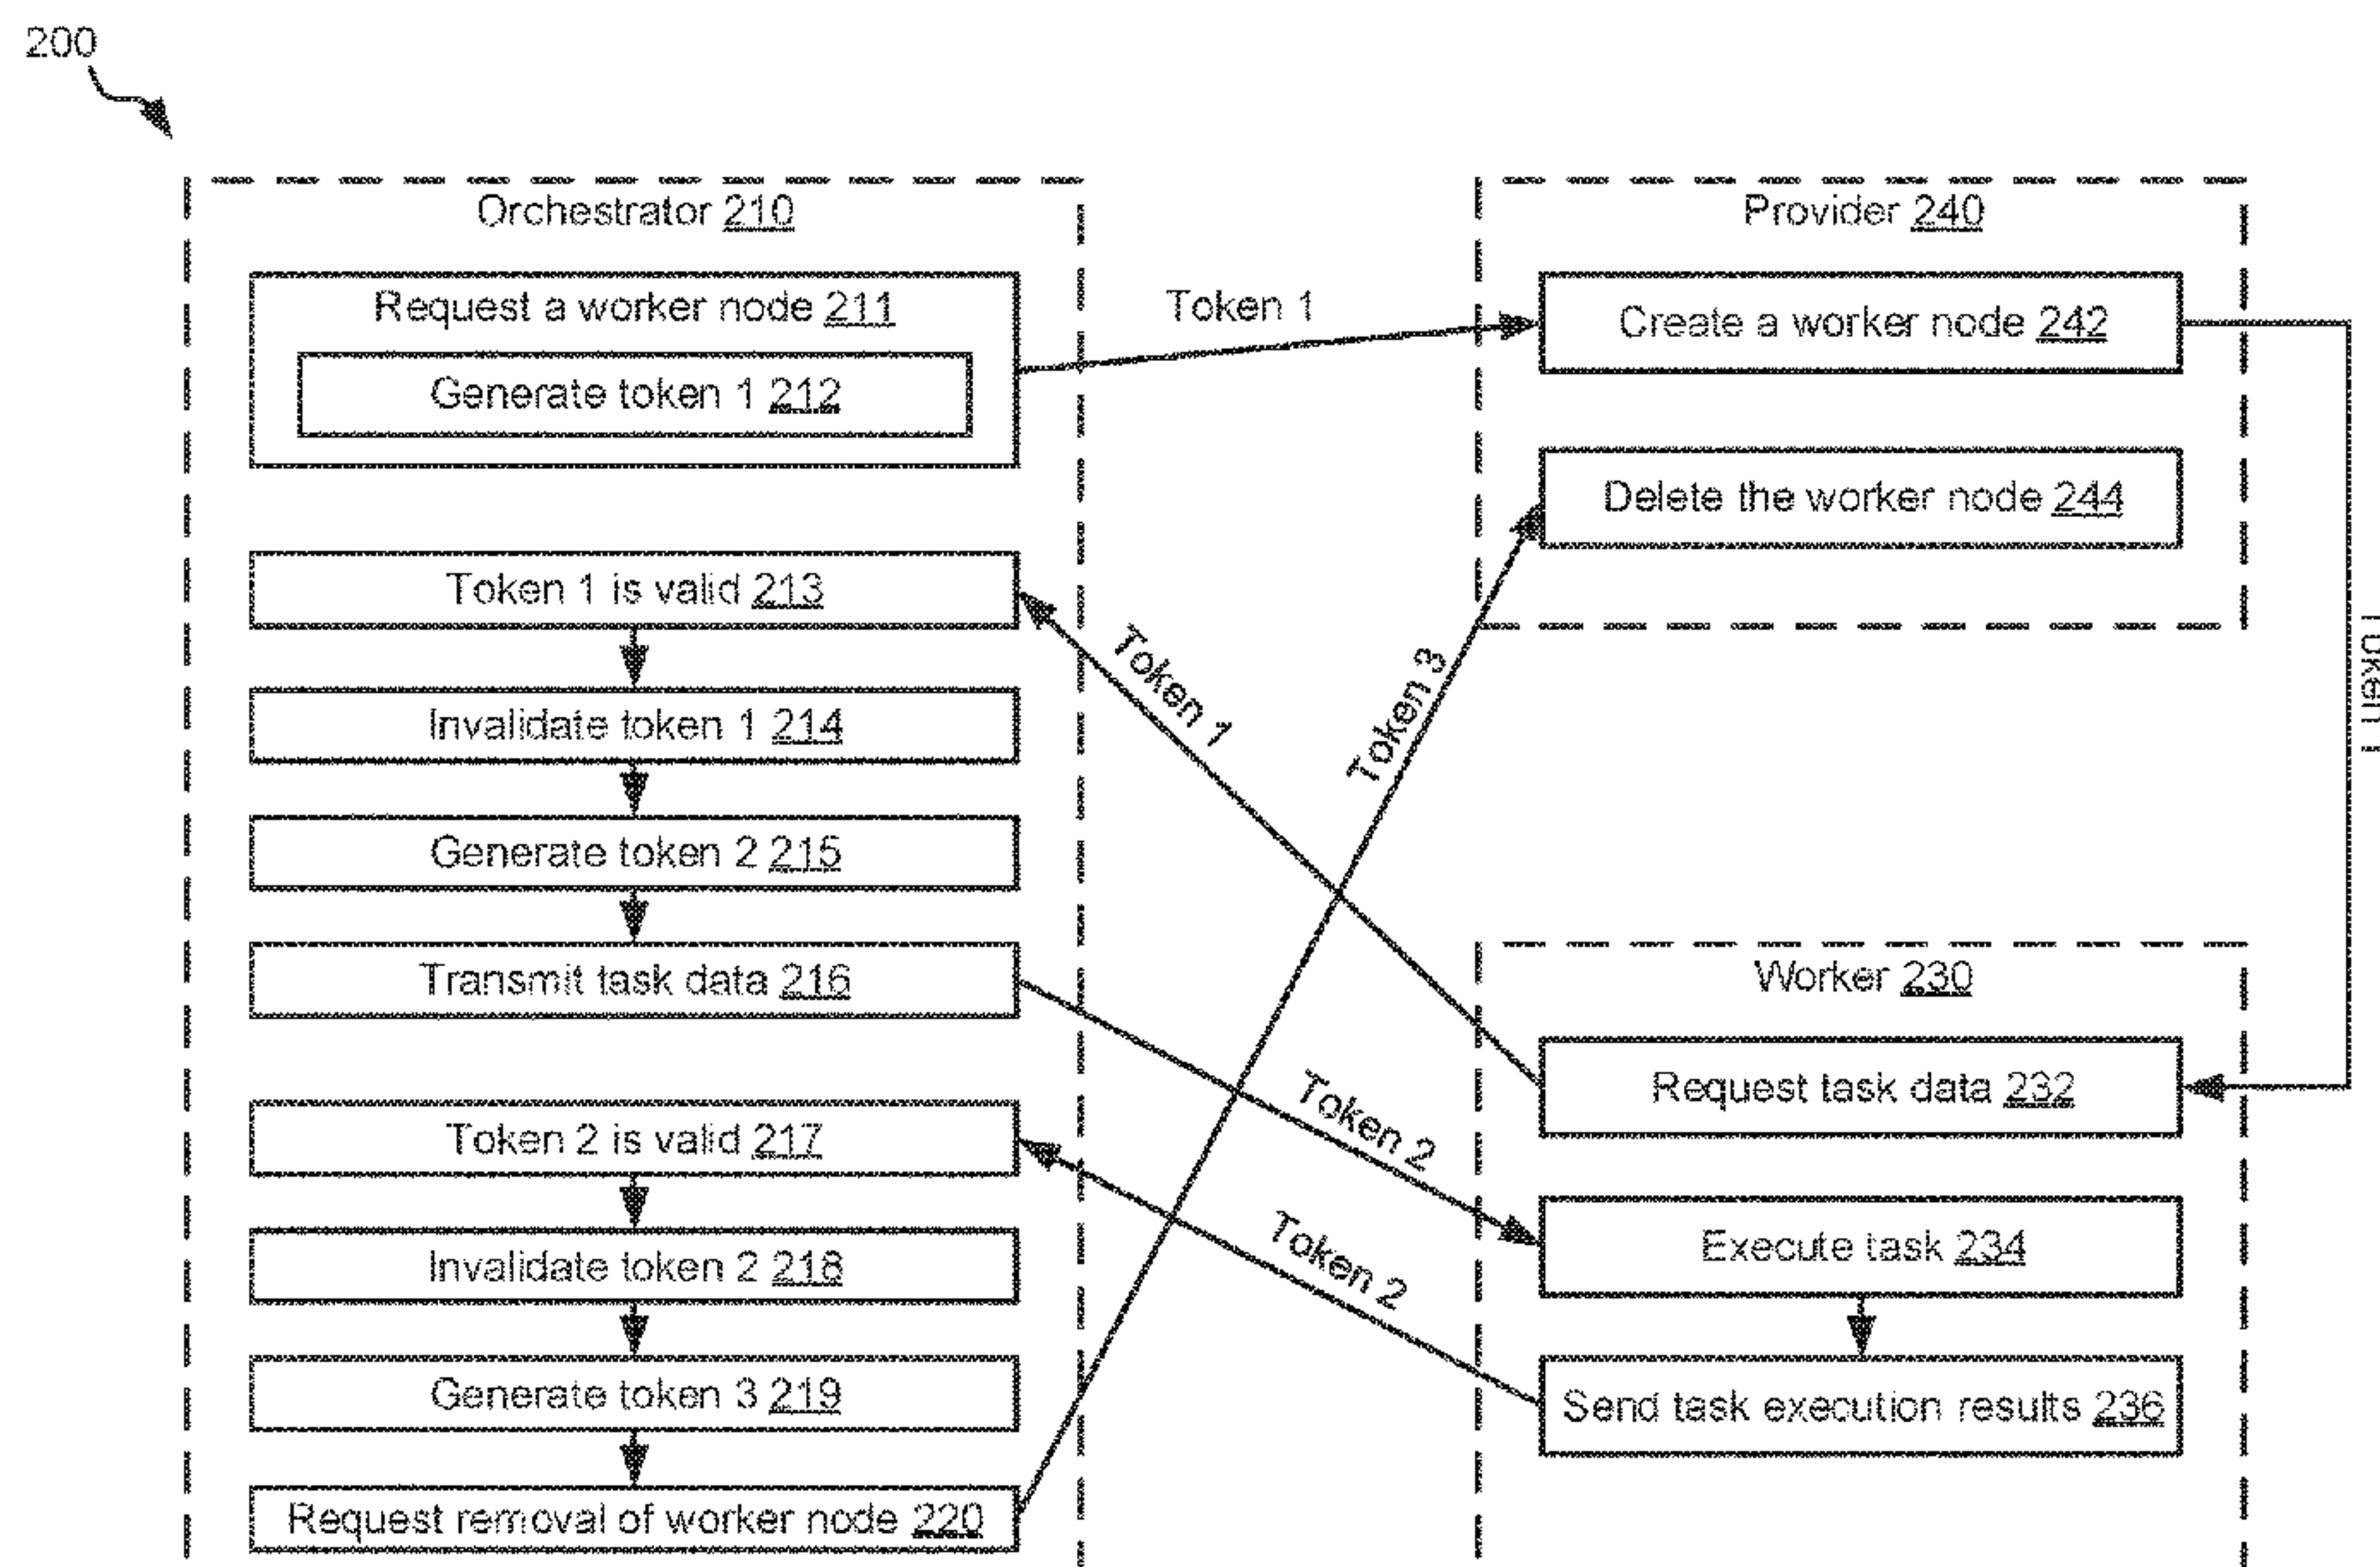 200
Orchestrator 210
Request a worker node 211
Generate token 1 212
Token 1 is valid 213
Invalidate token 1 214
Generate token 2 215
Transmit task data 216
Token 2 is valid 217
Invalidate token 2 218
Generate token 3 219
Request removal of worker node 220
Token 1
Token 1
Token 3
Token 2
Token 2
Provider 240
Create a worker node 242
Delete the worker node 244
Token 1
Worker 230
Request task data 232
Execute task 234
Send task execution results 236